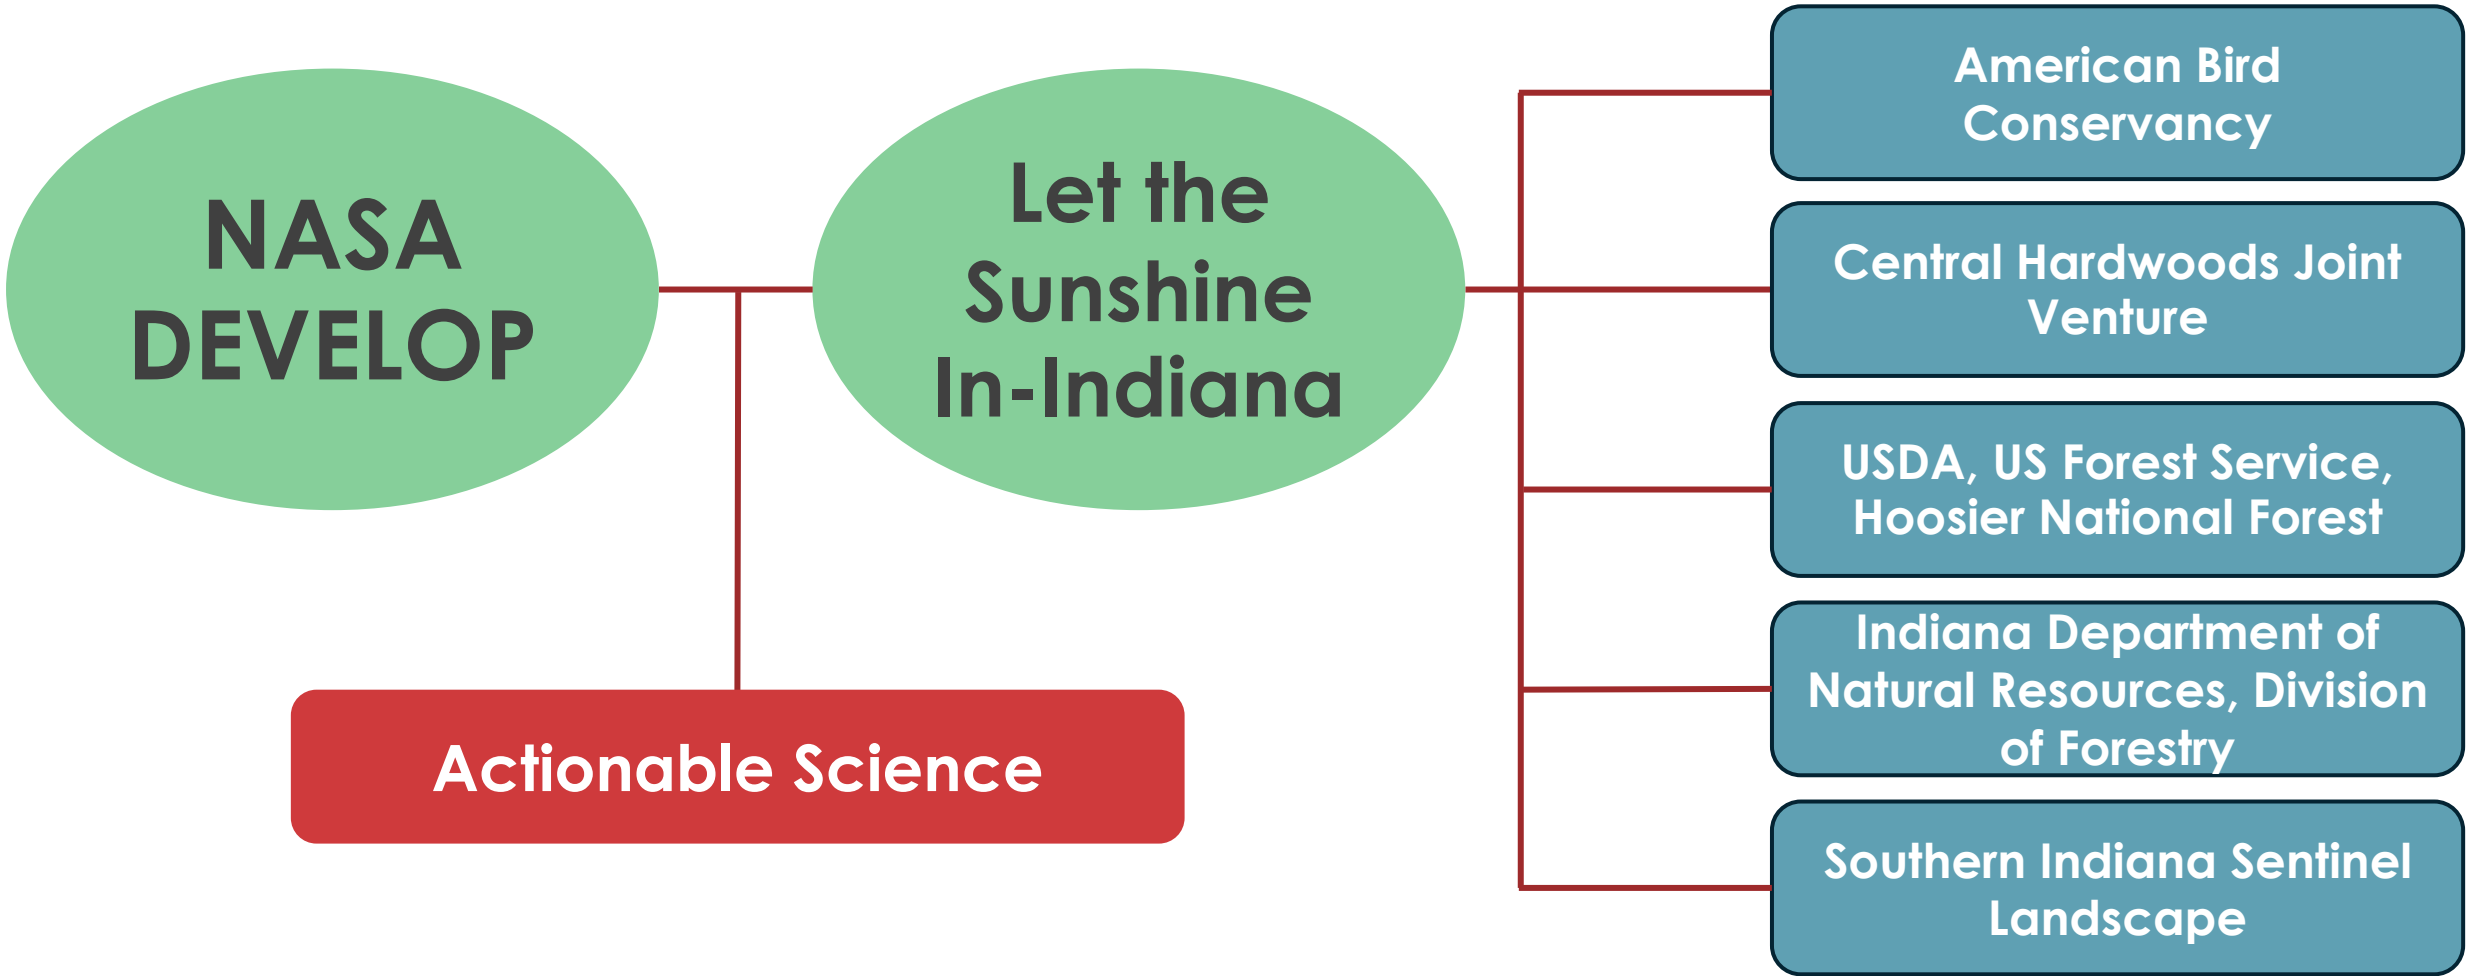 NASA
DEVELOP
Let the
Sunshine
In-Indiana
Actionable Science
American Bird
Conservancy
Central Hardwoods Joint
Venture
USDA, US Forest Service,
Hoosier National Forest
Indiana Department of
Natural Resources, Division
of Forestry
Southern Indiana Sentinel
Landscape